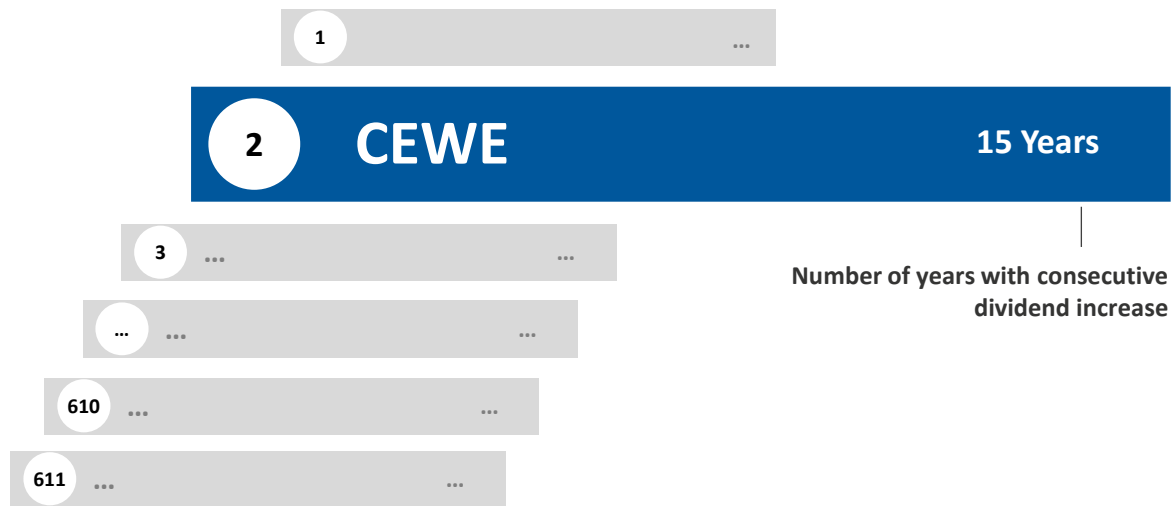 1 ...
2 CEWE 15 Years
3 ... ...
Number of years with consecutive
dividend increase
... ... ...
610 ... ...
611 ... ...